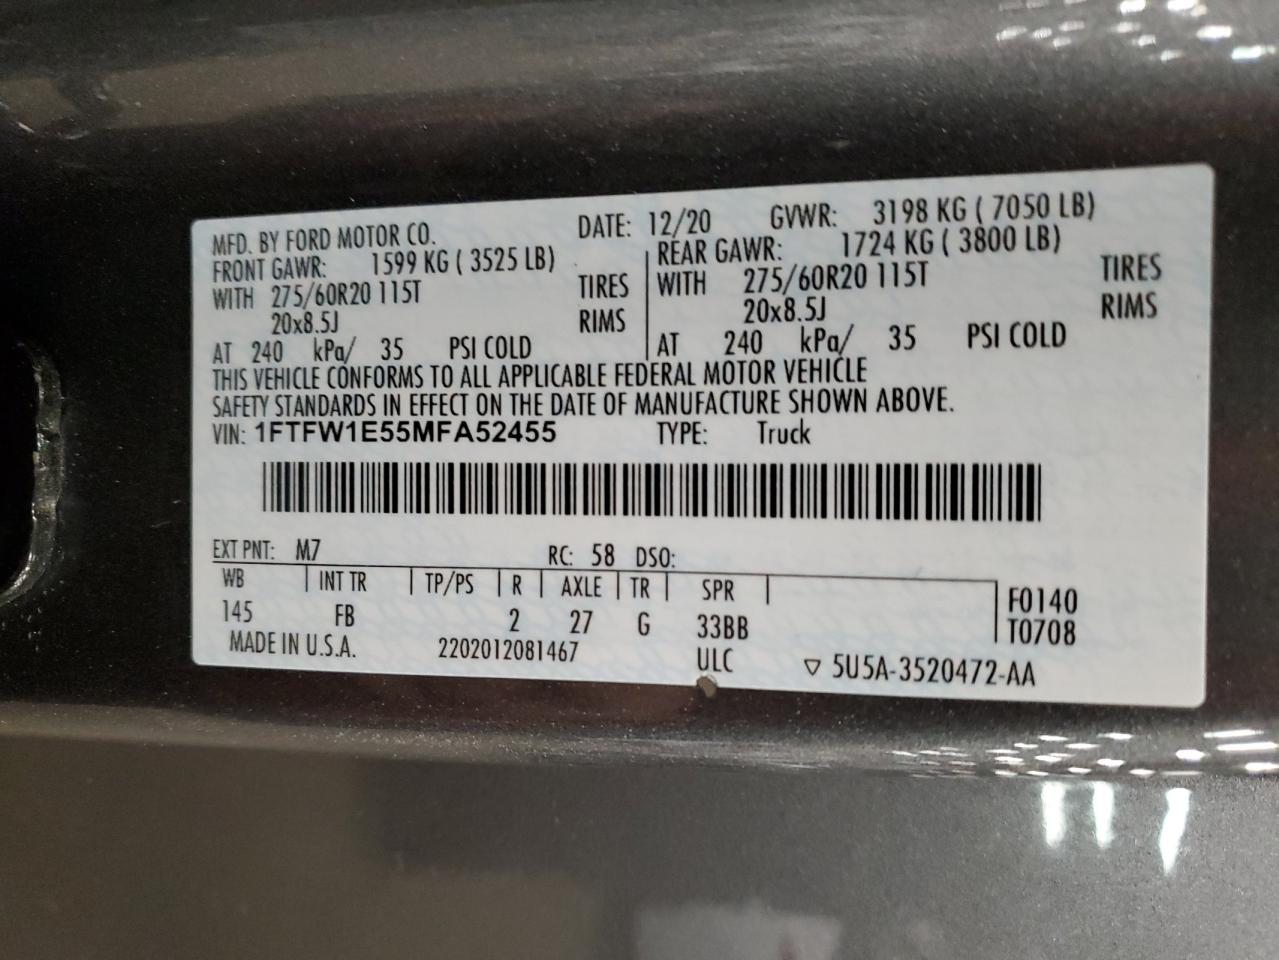 MFD. BY FORD MOTOR CO. DATE: 12/20 GVWR: 3198 KG ( 7050 LB)
FRONT GAWR: 1599 KG ( 3525 LB) REAR GAWR: 1724 KG ( 3800 LB)
WITH 275/60R20 115T TIRES WITH 275/60R20 115T TIRES
20x8.5J RIMS 20x8.5J RIMS
AT 240 kPa/ 35 PSI COLD AT 240 kPa/ 35 PSI COLD
THIS VEHICLE CONFORMS TO ALL APPLICABLE FEDERAL MOTOR VEHICLE
SAFETY STANDARDS IN EFFECT ON THE DATE OF MANUFACTURE SHOWN ABOVE.
VIN: 1FTFW1E55MFA52455 TYPE: Truck
EXT PNT: M7 RC: 58 DSO:
WB INT TR TP/PS R AXLE TR SPR F0140
145 FB 2 27 G 33BB T0708
MADE IN U.S.A. 2202012081467 ULC ▽ 5U5A-3520472-AA